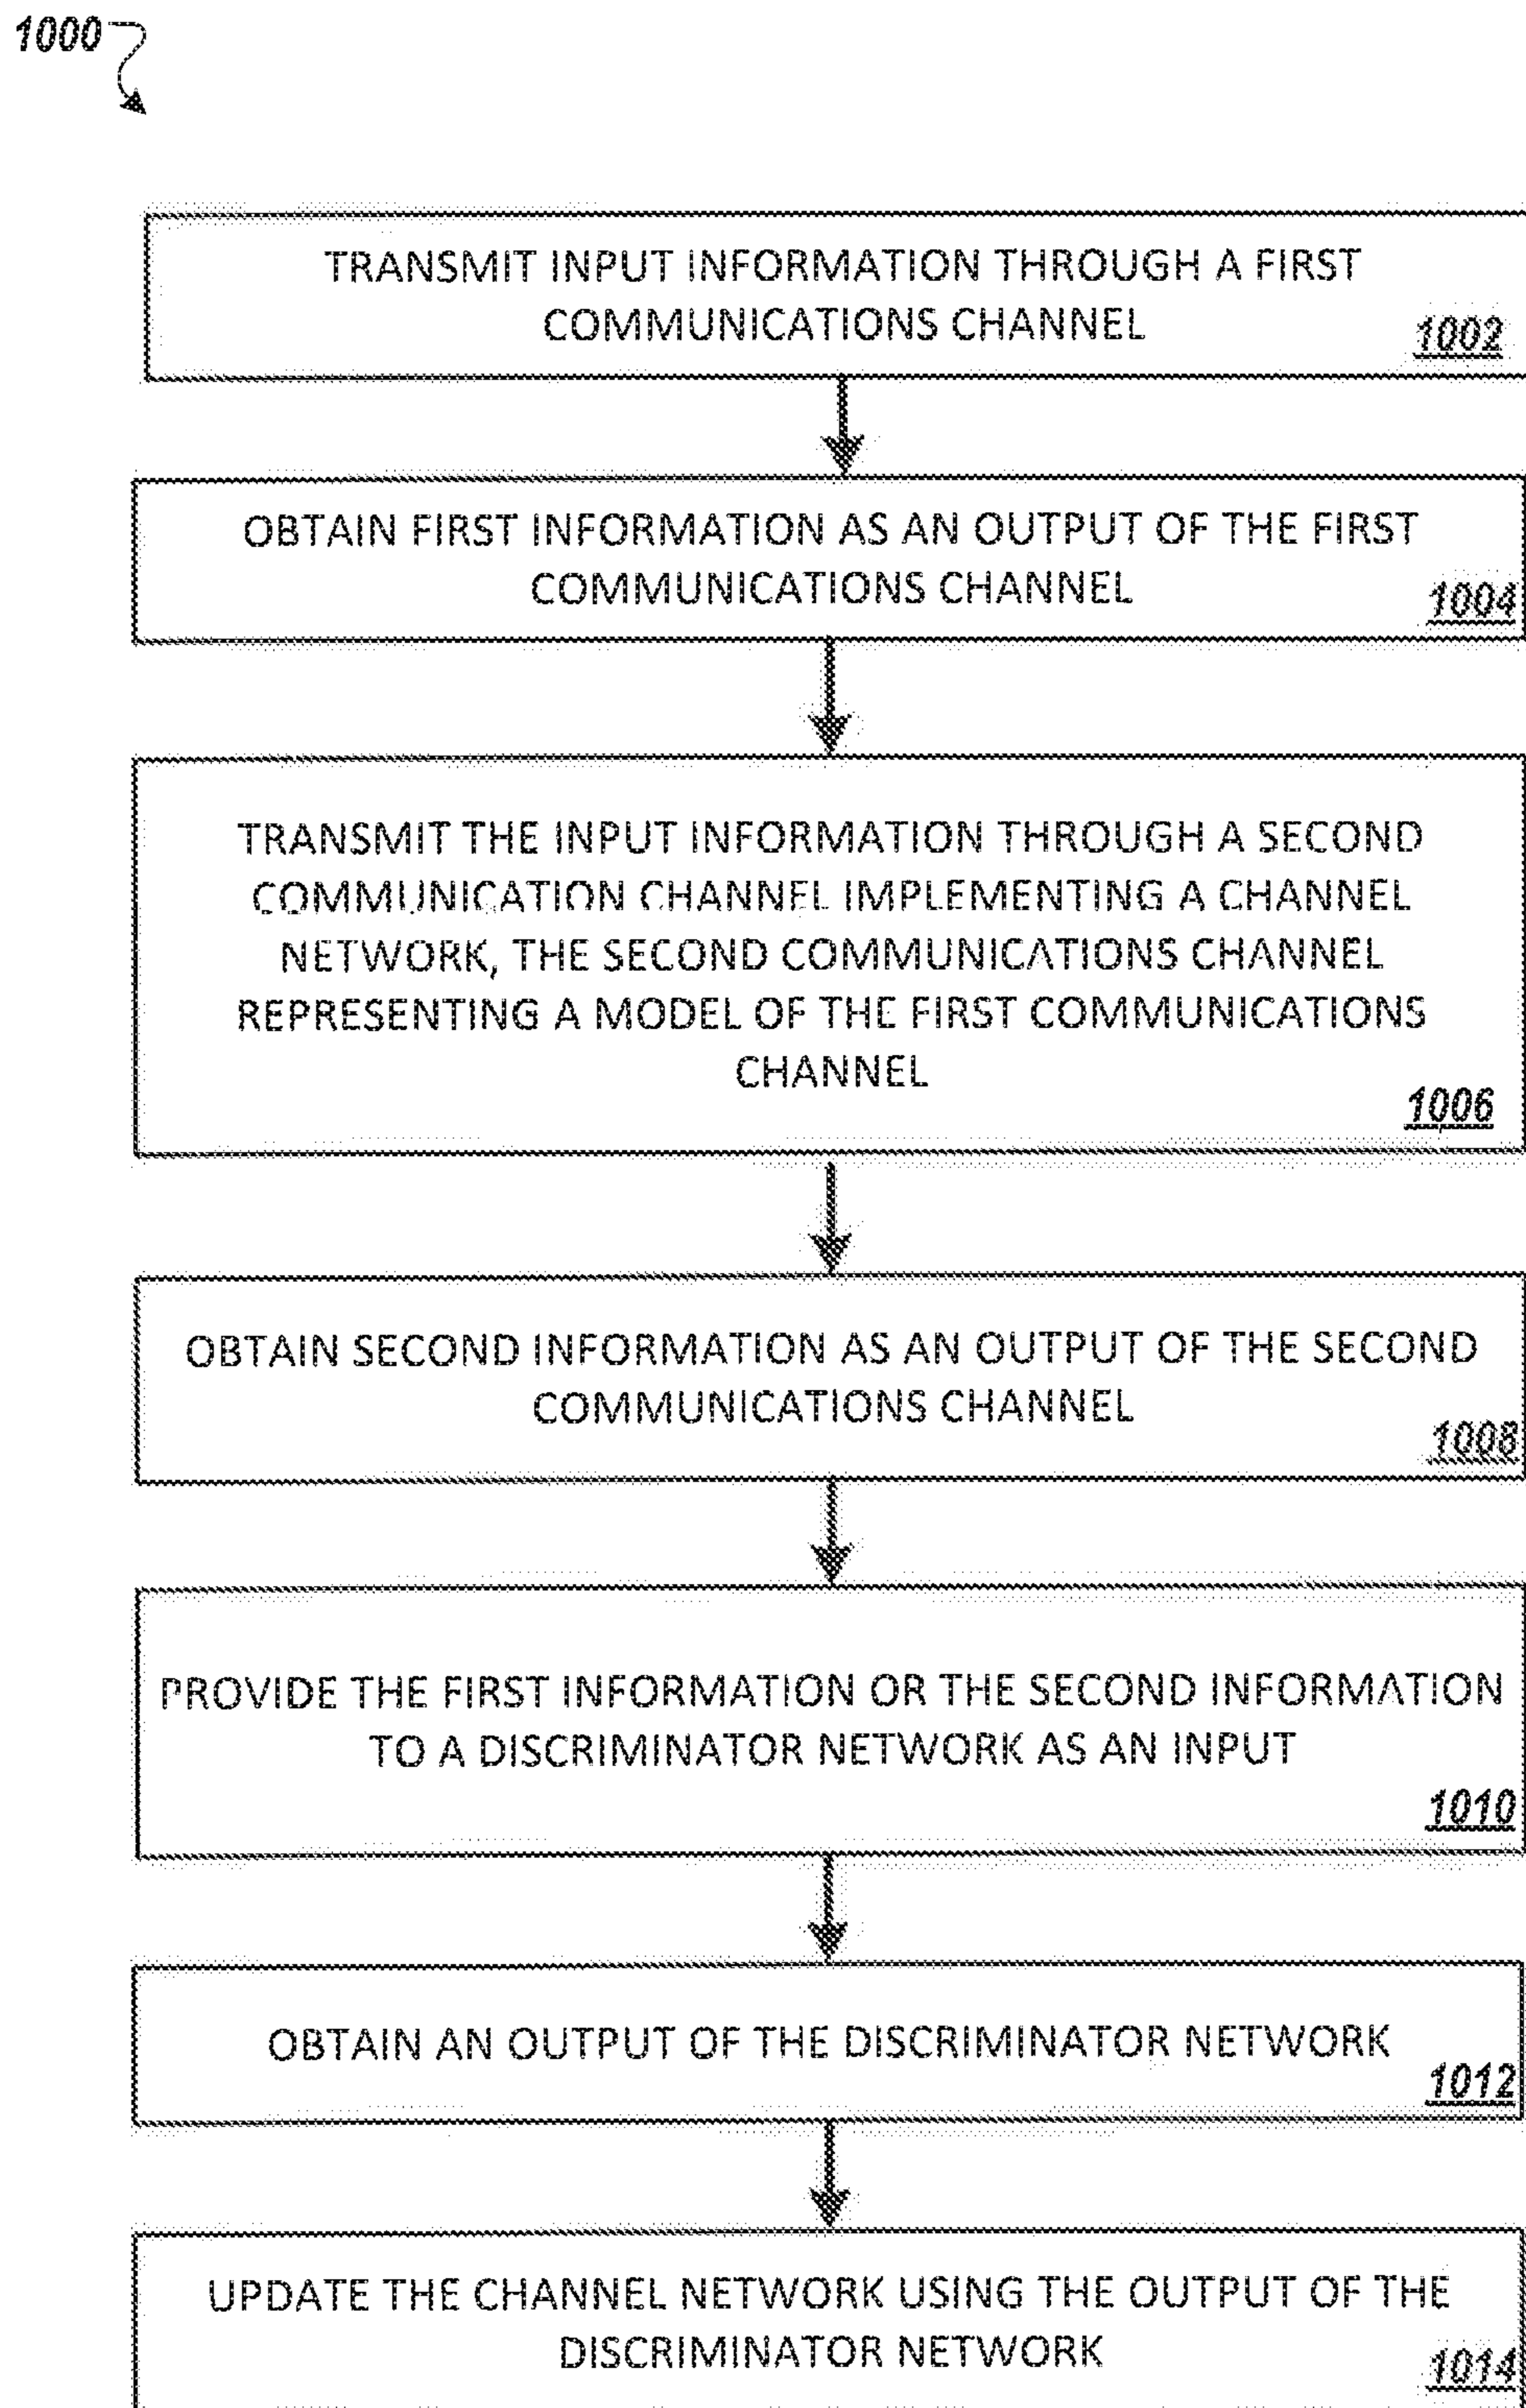 1000
TRANSMIT INPUT INFORMATION THROUGH A FIRST
COMMUNICATIONS CHANNEL
1002
OBTAIN FIRST INFORMATION AS AN OUTPUT OF THE FIRST
COMMUNICATIONS CHANNEL
1004
TRANSMIT THE INPUT INFORMATION THROUGH A SECOND
COMMUNICATION CHANNEL IMPLEMENTING A CHANNEL
NETWORK, THE SECOND COMMUNICATIONS CHANNEL
REPRESENTING A MODEL OF THE FIRST COMMUNICATIONS
CHANNEL
1006
OBTAIN SECOND INFORMATION AS AN OUTPUT OF THE SECOND
COMMUNICATIONS CHANNEL
1008
PROVIDE THE FIRST INFORMATION OR THE SECOND INFORMATION
TO A DISCRIMINATOR NETWORK AS AN INPUT
1010
OBTAIN AN OUTPUT OF THE DISCRIMINATOR NETWORK
1012
UPDATE THE CHANNEL NETWORK USING THE OUTPUT OF THE
DISCRIMINATOR NETWORK
1014